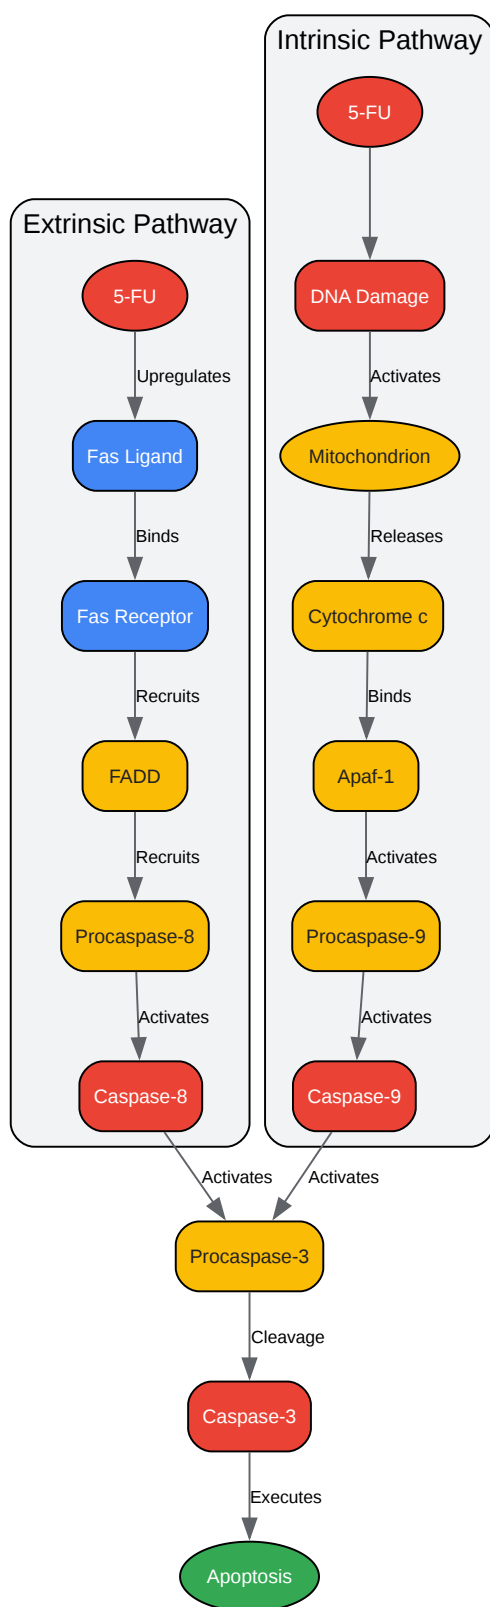 Intrinsic Pathway
5-FU
DNA Damage
Activates
Mitochondrion
Releases
Cytochrome c
Binds
Apaf-1
Activates
Procaspase-9
Activates
Caspase-9
Extrinsic Pathway
5-FU
Upregulates
Fas Ligand
Binds
Fas Receptor
Recruits
FADD
Recruits
Procaspase-8
Activates
Caspase-8
Activates
Activates
Procaspase-3
Cleavage
Caspase-3
Executes
Apoptosis